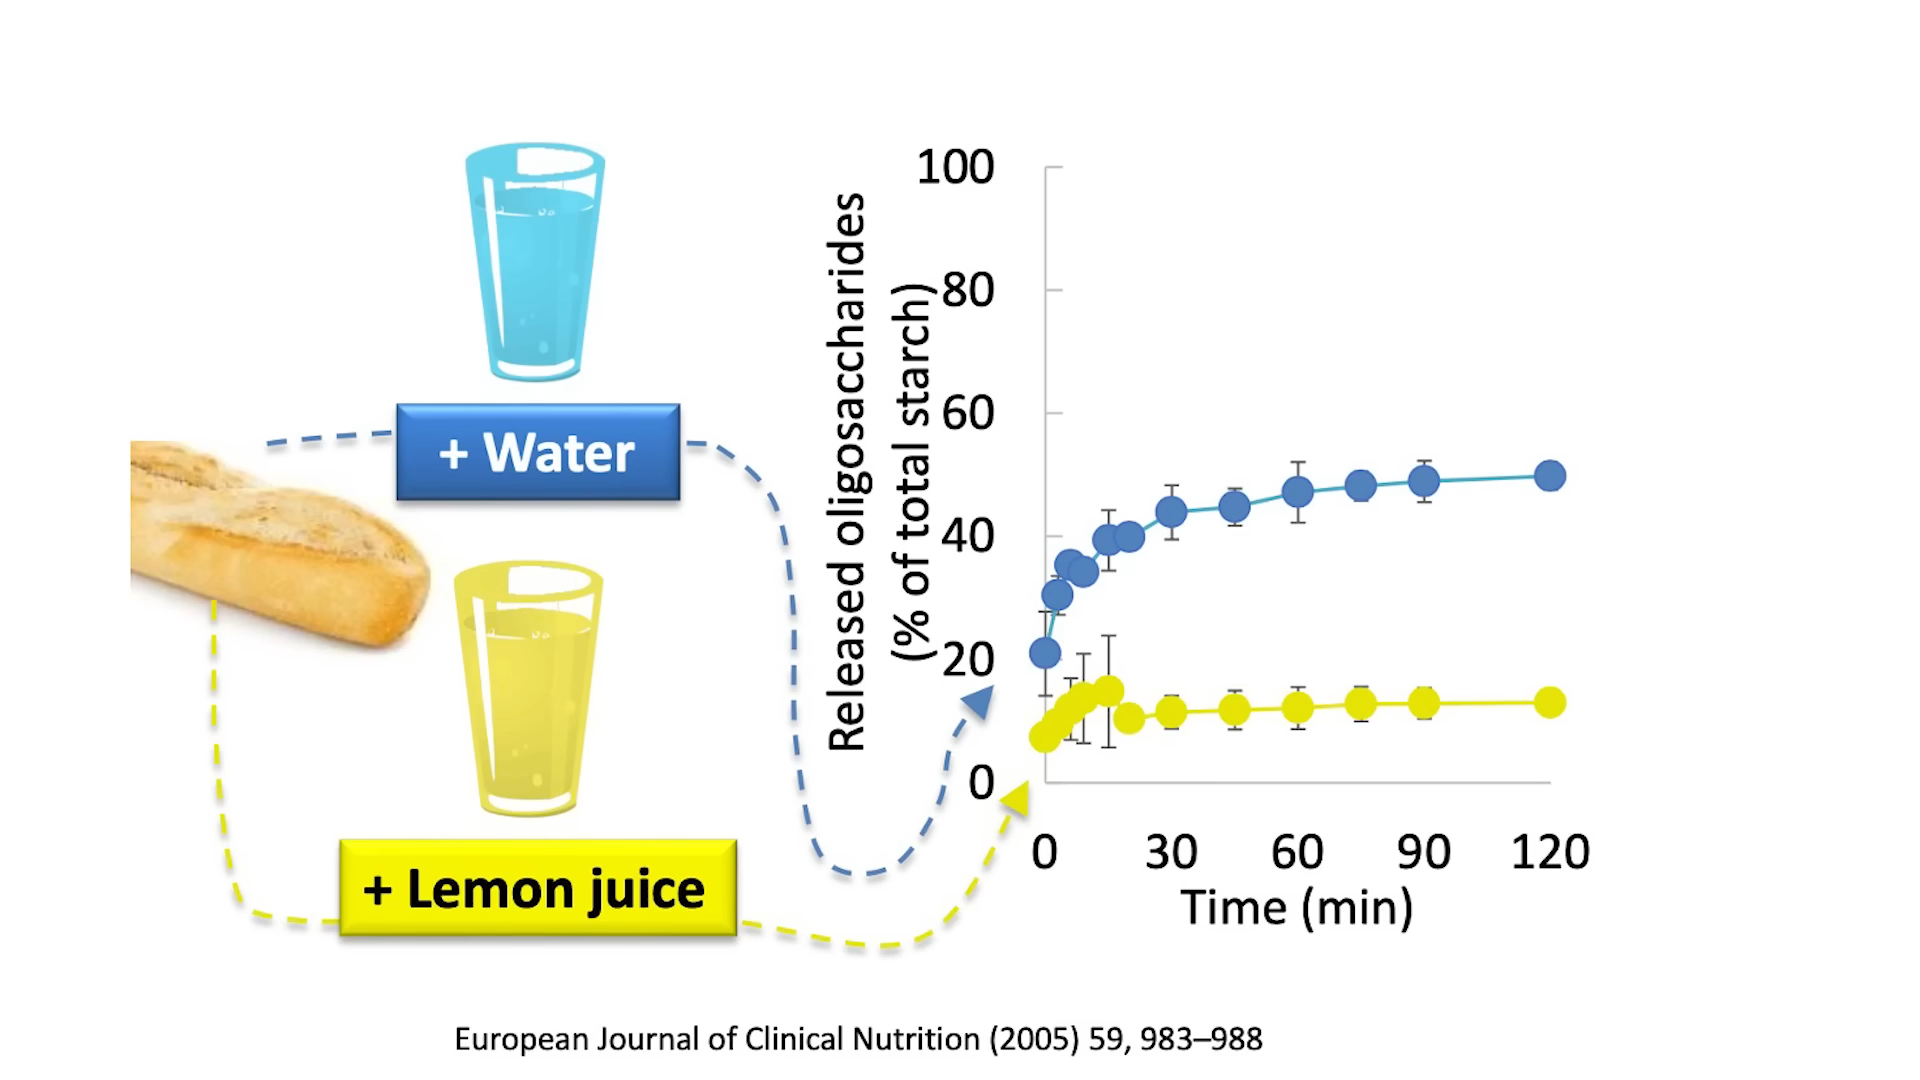 + Water
+ Lemon juice
Released oligosaccharides
(% of total starch)
100
80
60
40
20
0
0 30 60 90 120
Time (min)
European Journal of Clinical Nutrition (2005) 59, 983–988